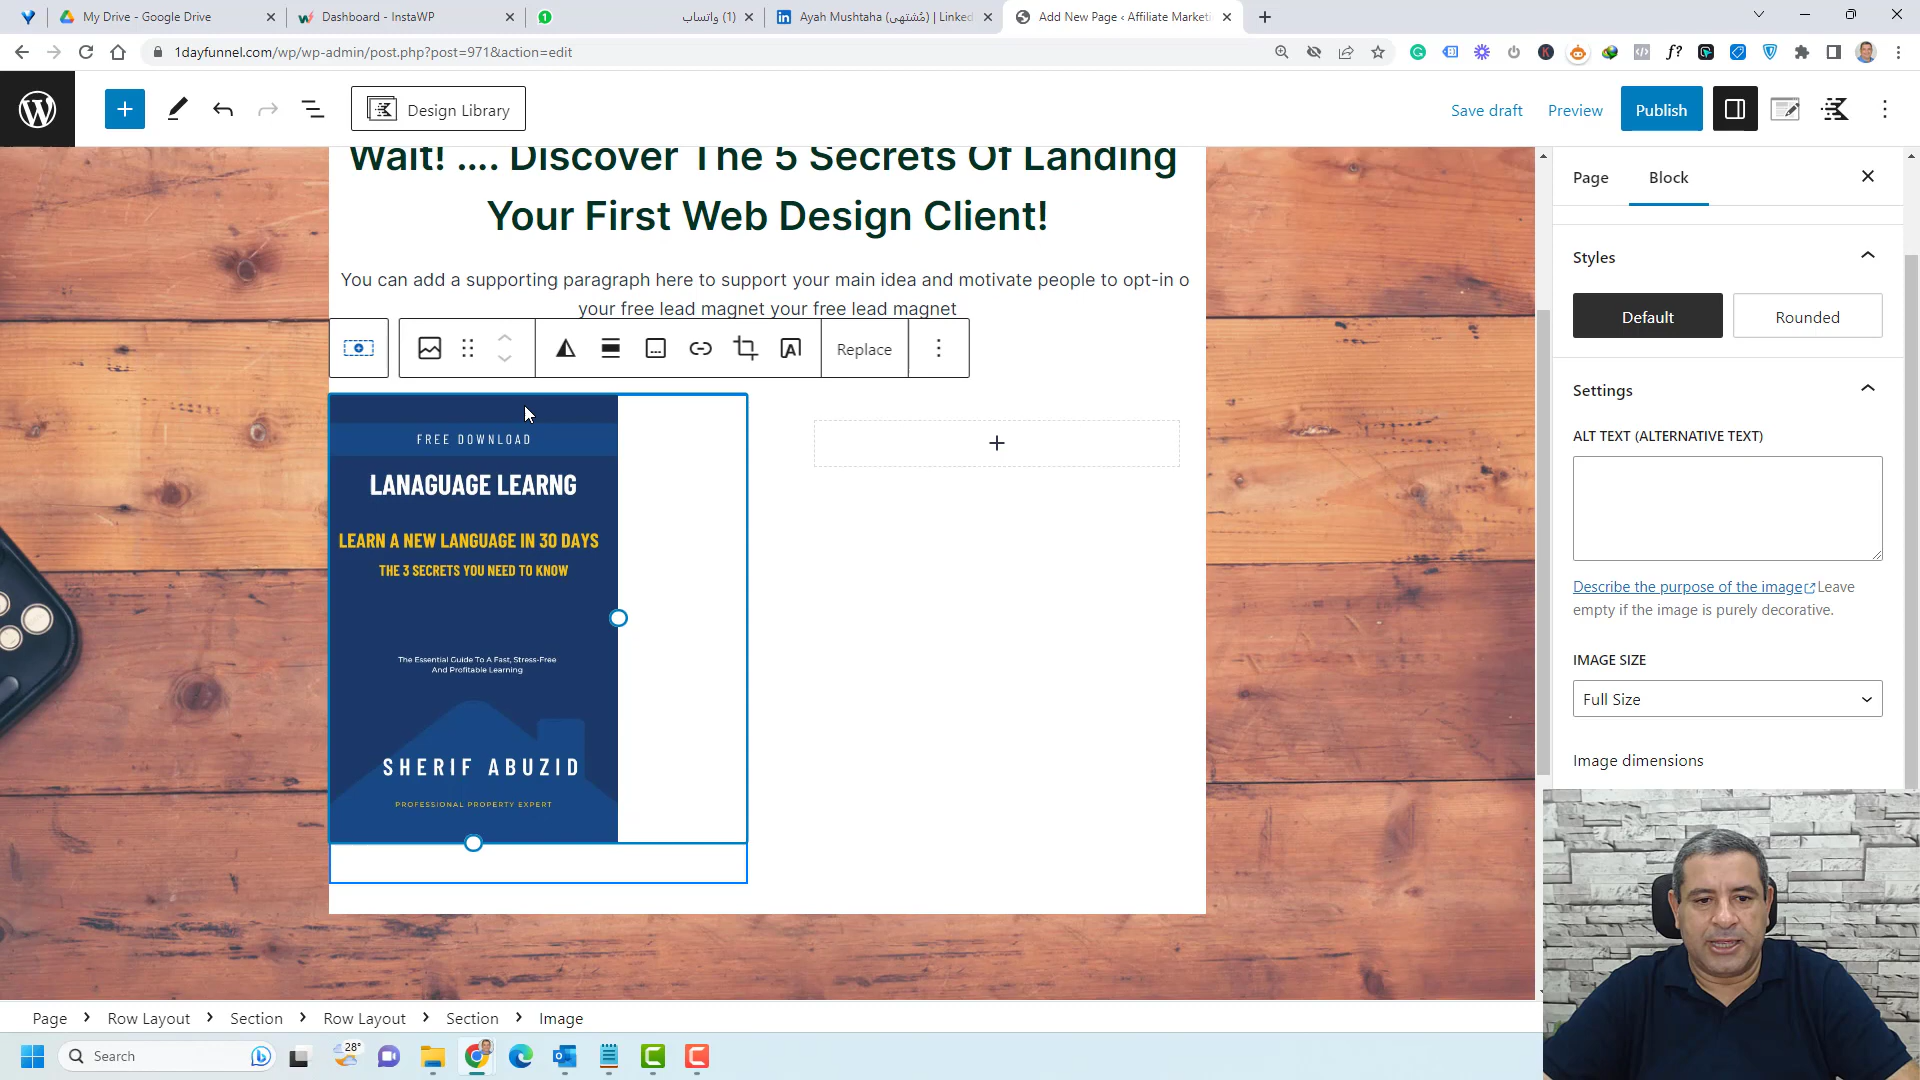 My Drive - Google Drive
Dashboard - InstaWP
(1) واتساب
Ayah Mushtaha (مُشتهى) | Linked
Add New Page ‹ Affiliate Marketi
1dayfunnel.com/wp/wp-admin/post.php?post=971&action=edit
Design Library
Save draft
Preview
Publish
Wait! .... Discover The 5 Secrets Of Landing
Your First Web Design Client!
You can add a supporting paragraph here to support your main idea and motivate people to opt-in o
your free lead magnet your free lead magnet
Replace
FREE DOWNLOAD
LANAGUAGE LEARNG
LEARN A NEW LANGUAGE IN 30 DAYS
THE 3 SECRETS YOU NEED TO KNOW
The Essential Guide To A Fast, Stress-Free
And Profitable Learning
SHERIF ABUZID
PROFESSIONAL PROPERTY EXPERT
Page
Block
Styles
Default
Rounded
Settings
ALT TEXT (ALTERNATIVE TEXT)
Describe the purpose of the image Leave
empty if the image is purely decorative.
IMAGE SIZE
Full Size
Image dimensions
Page
Row Layout
Section
Row Layout
Section
Image
Search
28°